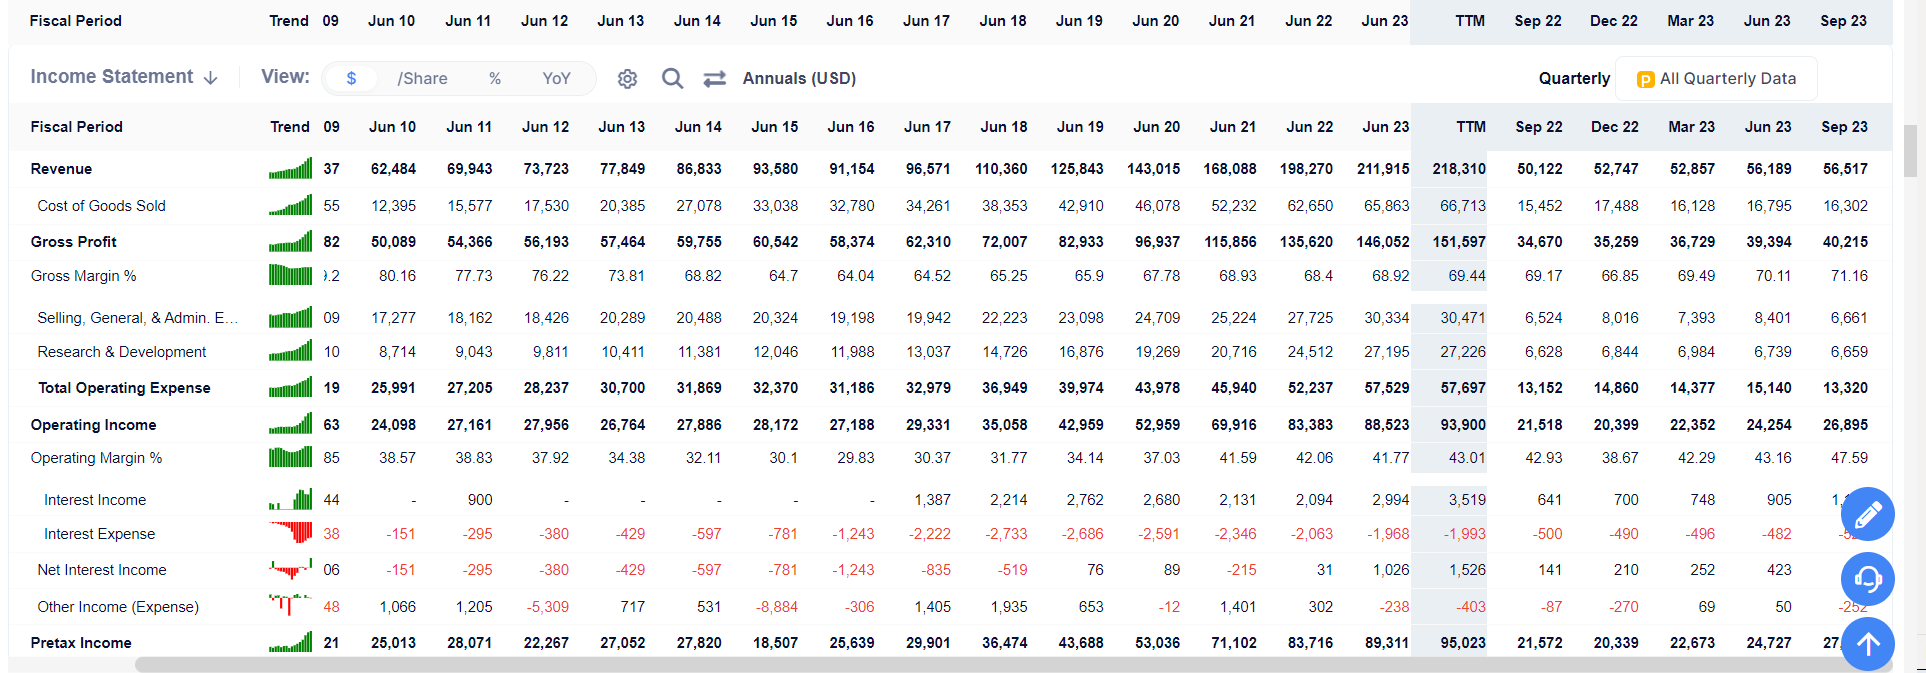 Fiscal Period Trend 09 Jun 10 Jun 11 Jun 12 Jun 13 Jun 14 Jun 15 Jun 16 Jun 17 Jun 18 Jun 19 Jun 20 Jun 21 Jun 22 Jun 23 TTM Sep 22 Dec 22 Mar 23 Jun 23 Sep 23
Income Statement View: $ /Share % YoY Annuals (USD) Quarterly P All Quarterly Data
Fiscal Period Trend 09 Jun 10 Jun 11 Jun 12 Jun 13 Jun 14 Jun 15 Jun 16 Jun 17 Jun 18 Jun 19 Jun 20 Jun 21 Jun 22 Jun 23 TTM Sep 22 Dec 22 Mar 23 Jun 23 Sep 23
Revenue 37 62,484 69,943 73,723 77,849 86,833 93,580 91,154 96,571 110,360 125,843 143,015 168,088 198,270 211,915 218,310 50,122 52,747 52,857 56,189 56,517
Cost of Goods Sold 55 12,395 15,577 17,530 20,385 27,078 33,038 32,780 34,261 38,353 42,910 46,078 52,232 62,650 65,863 66,713 15,452 17,488 16,128 16,795 16,302
Gross Profit 82 50,089 54,366 56,193 57,464 59,755 60,542 58,374 62,310 72,007 82,933 96,937 115,856 135,620 146,052 151,597 34,670 35,259 36,729 39,394 40,215
Gross Margin % 9.2 80.16 77.73 76.22 73.81 68.82 64.7 64.04 64.52 65.25 65.9 67.78 68.93 68.4 68.92 69.44 69.17 66.85 69.49 70.11 71.16
Selling, General, & Admin. E... 09 17,277 18,162 18,426 20,289 20,488 20,324 19,198 19,942 22,223 23,098 24,709 25,224 27,725 30,334 30,471 6,524 8,016 7,393 8,401 6,661
Research & Development 10 8,714 9,043 9,811 10,411 11,381 12,046 11,988 13,037 14,726 16,876 19,269 20,716 24,512 27,195 27,226 6,628 6,844 6,984 6,739 6,659
Total Operating Expense 19 25,991 27,205 28,237 30,700 31,869 32,370 31,186 32,979 36,949 39,974 43,978 45,940 52,237 57,529 57,697 13,152 14,860 14,377 15,140 13,320
Operating Income 63 24,098 27,161 27,956 26,764 27,886 28,172 27,188 29,331 35,058 42,959 52,959 69,916 83,383 88,523 93,900 21,518 20,399 22,352 24,254 26,895
Operating Margin % 85 38.57 38.83 37.92 34.38 32.11 30.1 29.83 30.37 31.77 34.14 37.03 41.59 42.06 41.77 43.01 42.93 38.67 42.29 43.16 47.59
Interest Income 44 - 900 - - - - - 1,387 2,214 2,762 2,680 2,131 2,094 2,994 3,519 641 700 748 905
Interest Expense 38 -151 -295 -380 -429 -597 -781 -1,243 -2,222 -2,733 -2,686 -2,591 -2,346 -2,063 -1,968 -1,993 -500 -490 -496 -482
Net Interest Income 06 -151 -295 -380 -429 -597 -781 -1,243 -835 -519 76 89 -215 31 1,026 1,526 141 210 252 423
Other Income (Expense) 48 1,066 1,205 -5,309 717 531 -8,884 -306 1,405 1,935 653 -12 1,401 302 -238 -403 -87 -270 69 50 -252
Pretax Income 21 25,013 28,071 22,267 27,052 27,820 18,507 25,639 29,901 36,474 43,688 53,036 71,102 83,716 89,311 95,023 21,572 20,339 22,673 24,727